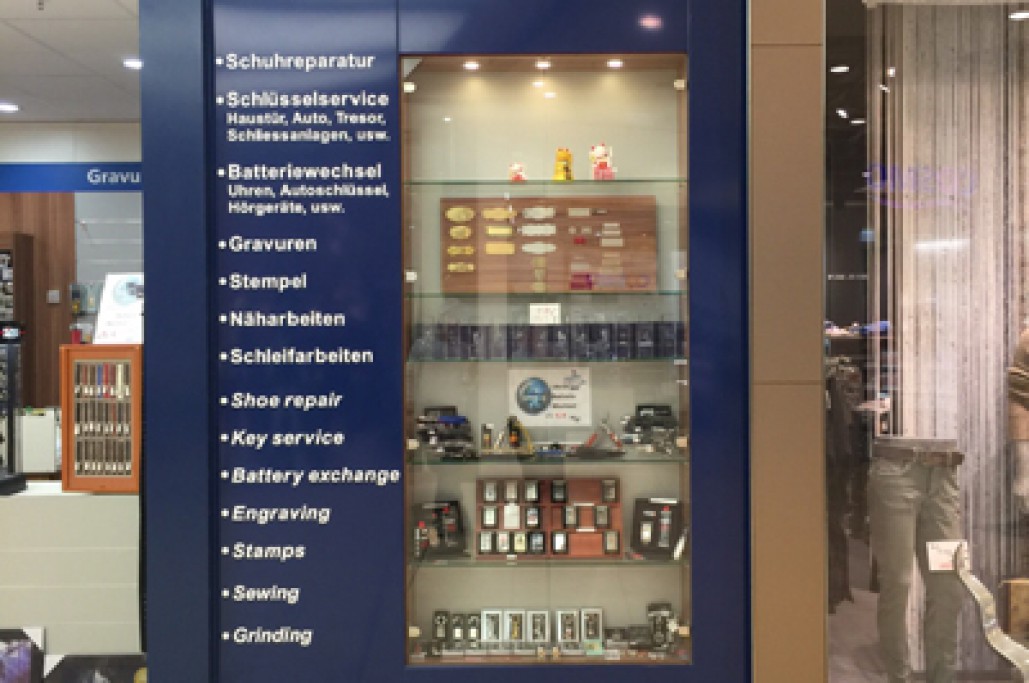 Gravu
• Schuhreparatur
• Schlüsselservice
Haustür, Auto, Tresor,
Schliessanlagen, usw.
• Batteriewechsel
Uhren, Autoschlüssel,
Hörgeräte, usw.
• Gravuren
• Stempel
• Näharbeiten
• Schleifarbeiten
• Shoe repair
• Key service
• Battery exchange
• Engraving
• Stamps
• Sewing
• Grinding